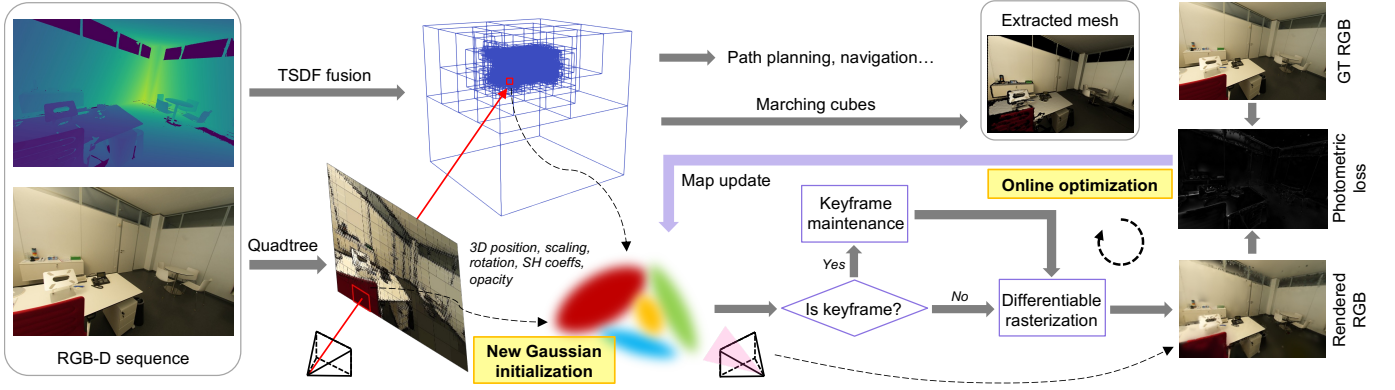 RGB-D sequence
TSDF fusion
Quadtree
3D position, scaling,
rotation, SH coeffs,
opacity
New Gaussian
initialization
Path planning, navigation…
Marching cubes
Extracted mesh
Map update
Online optimization
Keyframe
maintenance
Yes
Is keyframe?
No
Differentiable
rasterization
GT RGB
Photometric
loss
Rendered
RGB